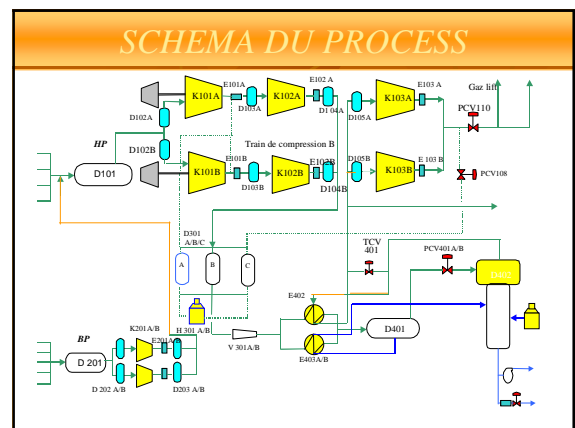 SCHEMA DU PROCESS
E101A
E102 A
E103 A
Gaz lift
K101A
K102A
K103A
PCV110
D102A
D103A
D1 04A
D105A
HP
D102B
Train de compression B
D101
E101B
E102B
D105B
E 103 B
K101B
K102B
K103B
PCV108
D103B
D104B
D301
A/B/C
TCV
401
PCV401A/B
A
B
C
D402
E402
H 301 A/B
D401
BP
K201A/B
E201A/B
V 301A/B
E403A/B
D 201
D 202 A/B
D203 A/B